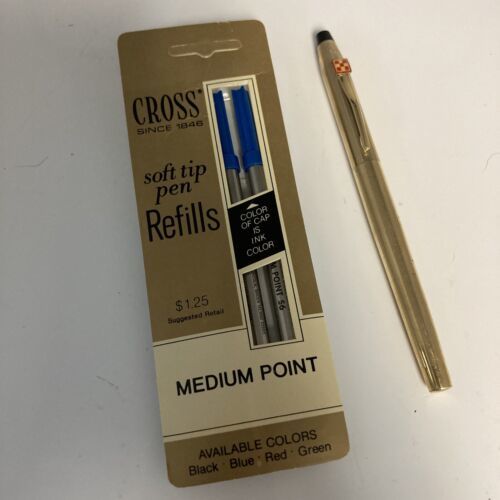 CROSS®
SINCE 1846
soft tip
pen
Refills
COLOR
OF CAP
IS
INK
COLOR
POINT S6
$1.25
Suggested Retail
MEDIUM POINT
AVAILABLE COLORS
Black · Blue · Red · Green